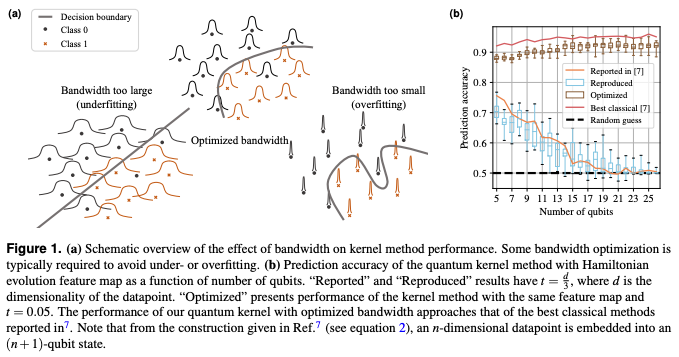 (a)
Decision boundary
Class 0
Class 1
Bandwidth too large
(underfitting)
Optimized bandwidth
Bandwidth too small
(overfitting)
(b)
Prediction accuracy
0.9
0.8
0.7
0.6
0.5
Reported in [7]
Reproduced
Optimized
Best classical [7]
Random guess
5 7 9 11 13 15 17 19 21 23 25
Number of qubits
Figure 1. (a) Schematic overview of the effect of bandwidth on kernel method performance. Some bandwidth optimization is
typically required to avoid under- or overfitting. (b) Prediction accuracy of the quantum kernel method with Hamiltonian
evolution feature map as a function of number of qubits. “Reported” and “Reproduced” results have t = d/3, where d is the
dimensionality of the datapoint. “Optimized” presents performance of the kernel method with the same feature map and
t = 0.05. The performance of our quantum kernel with optimized bandwidth approaches that of the best classical methods
reported in⁷. Note that from the construction given in Ref.⁷ (see equation 2), an n-dimensional datapoint is embedded into an
(n+1)-qubit state.